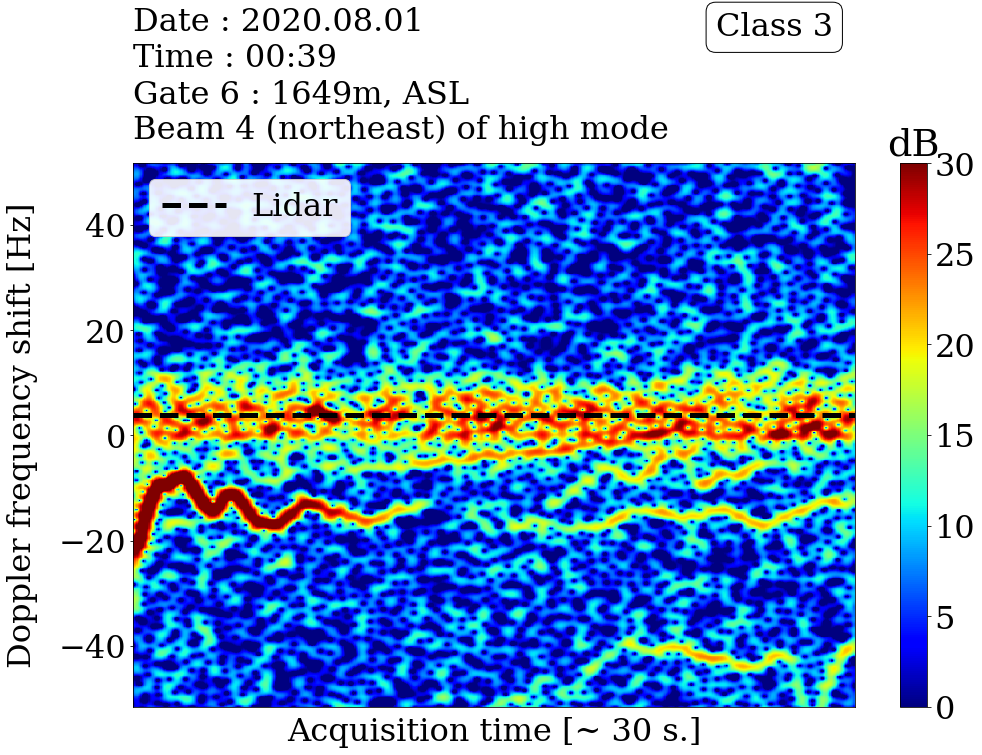 Date : 2020.08.01
Time : 00:39
Gate 6 : 1649m, ASL
Beam 4 (northeast) of high mode
Class 3
dB
Lidar
Doppler frequency shift [Hz]
40
20
0
−20
−40
Acquisition time [~ 30 s.]
30
25
20
15
10
5
0